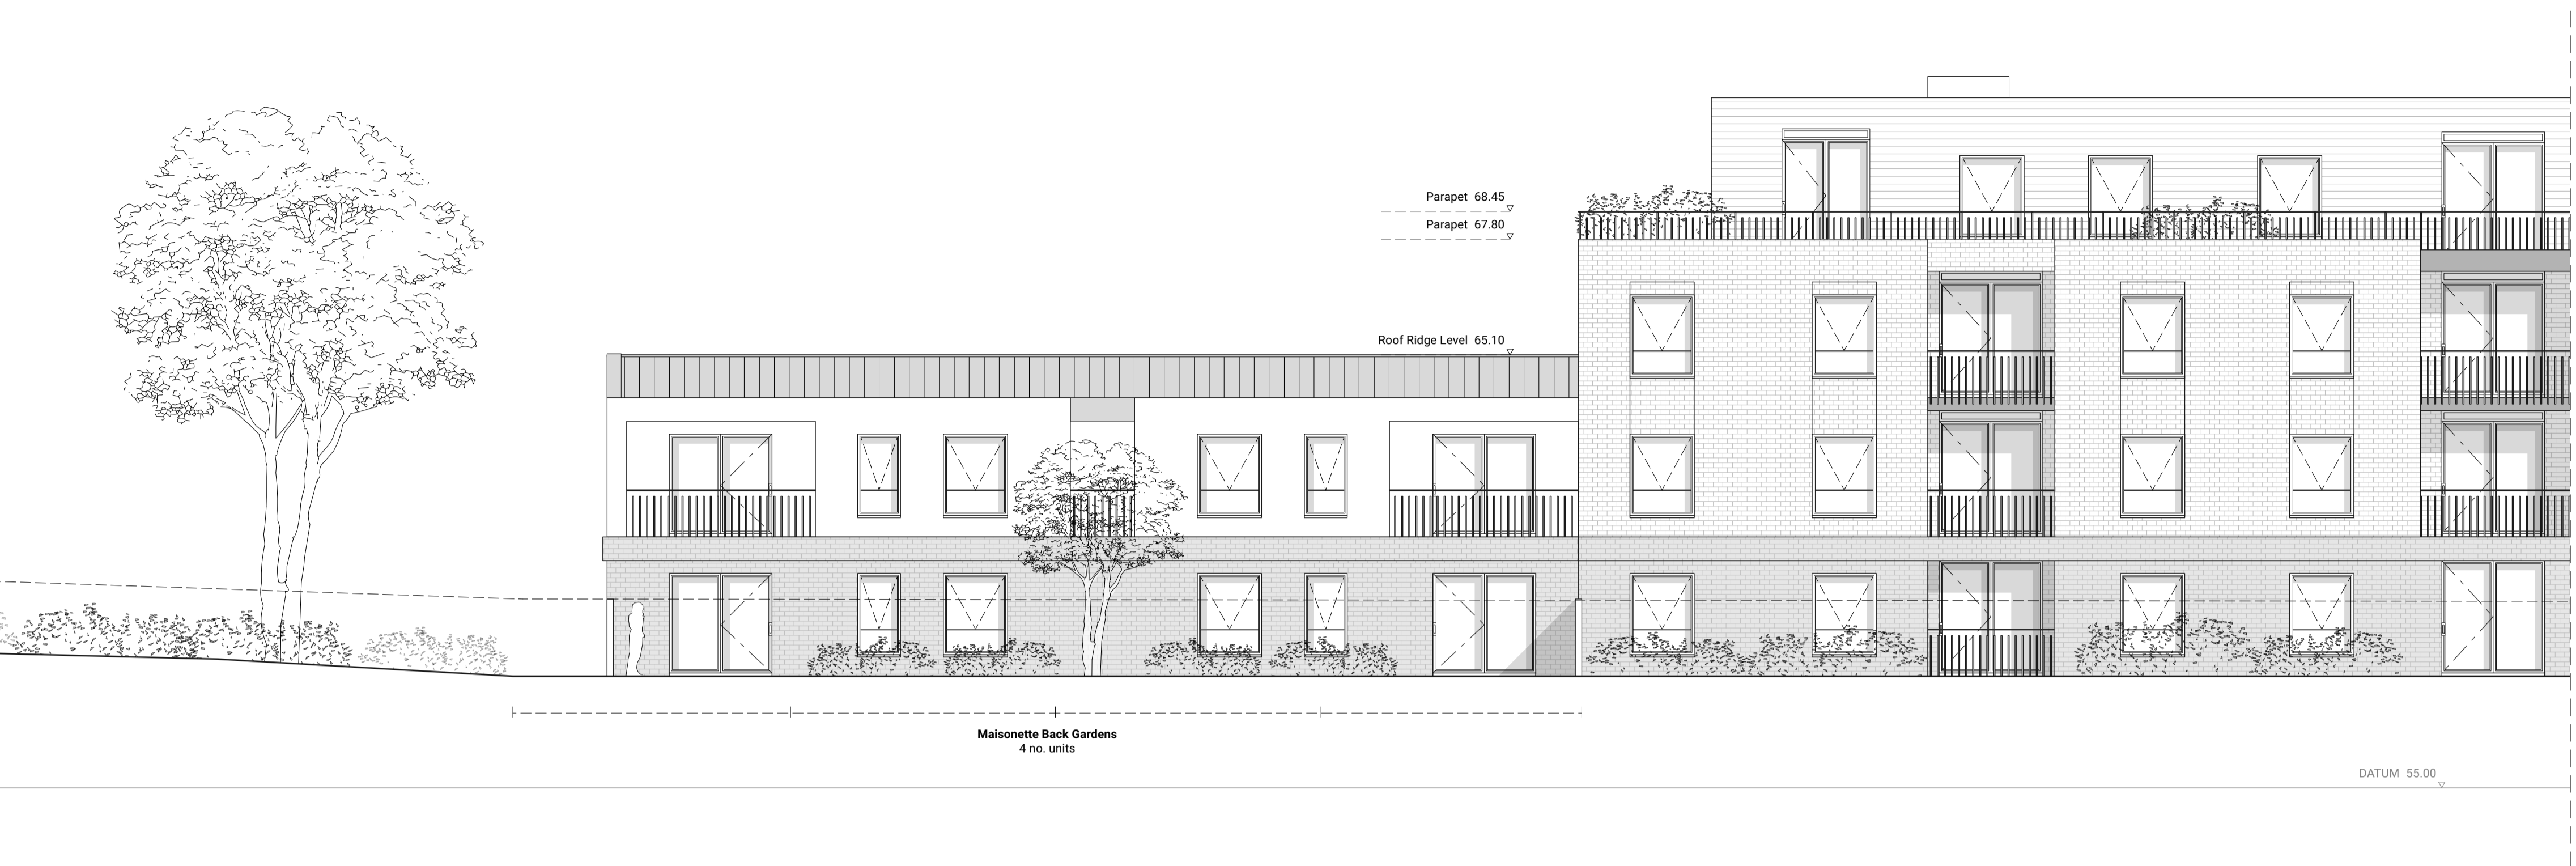 Parapet 68.45
Parapet 67.80
Roof Ridge Level 65.10
Maisonette Back Gardens
4 no. units
DATUM 55.00